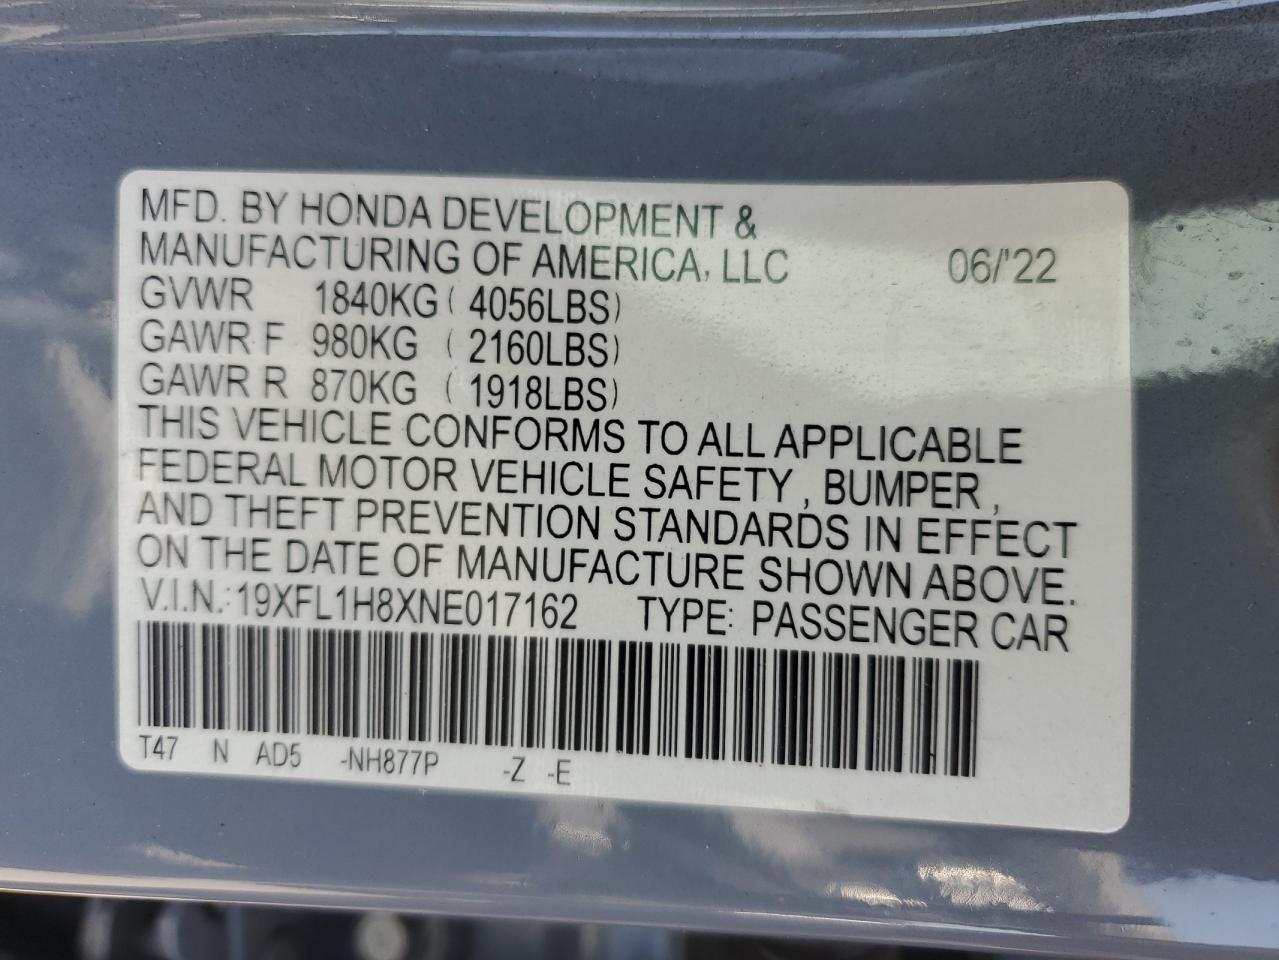 MFD. BY HONDA DEVELOPMENT &
MANUFACTURING OF AMERICA, LLC 06/'22
GVWR 1840KG ( 4056LBS)
GAWR F 980KG ( 2160LBS)
GAWR R 870KG ( 1918LBS)
THIS VEHICLE CONFORMS TO ALL APPLICABLE
FEDERAL MOTOR VEHICLE SAFETY , BUMPER ,
AND THEFT PREVENTION STANDARDS IN EFFECT
ON THE DATE OF MANUFACTURE SHOWN ABOVE.
V.I.N.: 19XFL1H8XNE017162 TYPE: PASSENGER CAR
T47 N AD5 -NH877P -Z -E